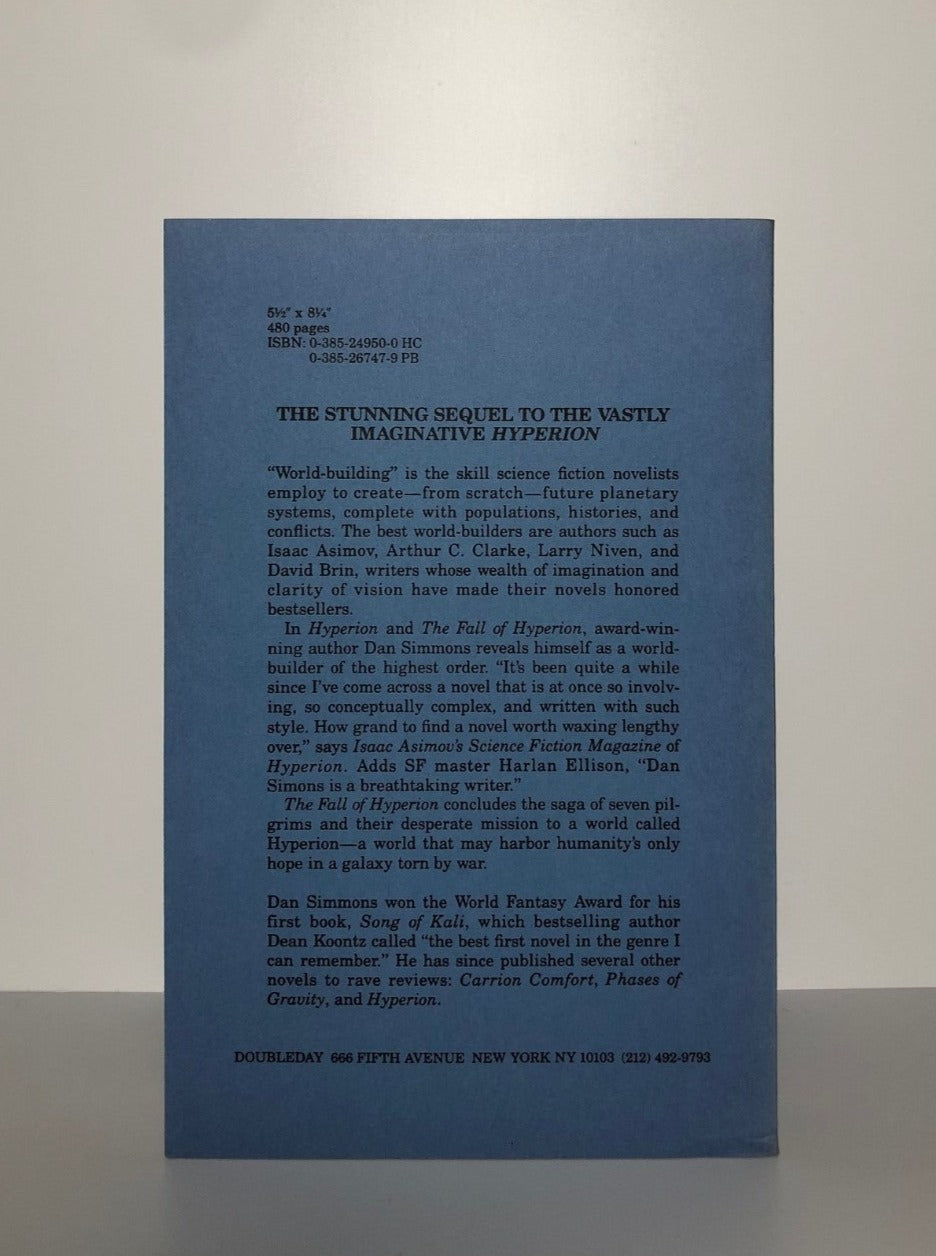 5½" x 8¼"
480 pages
ISBN: 0-385-24950-0 HC
0-385-26747-9 PB
THE STUNNING SEQUEL TO THE VASTLY
IMAGINATIVE HYPERION
“World-building” is the skill science fiction novelists
employ to create—from scratch—future planetary
systems, complete with populations, histories, and
conflicts. The best world-builders are authors such as
Isaac Asimov, Arthur C. Clarke, Larry Niven, and
David Brin, writers whose wealth of imagination and
clarity of vision have made their novels honored
bestsellers.
In Hyperion and The Fall of Hyperion, award-win-
ning author Dan Simmons reveals himself as a world-
builder of the highest order. “It's been quite a while
since I've come across a novel that is at once so involv-
ing, so conceptually complex, and written with such
style. How grand to find a novel worth waxing lengthy
over,” says Isaac Asimov's Science Fiction Magazine of
Hyperion. Adds SF master Harlan Ellison, “Dan
Simons is a breathtaking writer.”
The Fall of Hyperion concludes the saga of seven pil-
grims and their desperate mission to a world called
Hyperion—a world that may harbor humanity's only
hope in a galaxy torn by war.
Dan Simmons won the World Fantasy Award for his
first book, Song of Kali, which bestselling author
Dean Koontz called “the best first novel in the genre I
can remember.” He has since published several other
novels to rave reviews: Carrion Comfort, Phases of
Gravity, and Hyperion.
DOUBLEDAY 666 FIFTH AVENUE NEW YORK NY 10103 (212) 492-9793